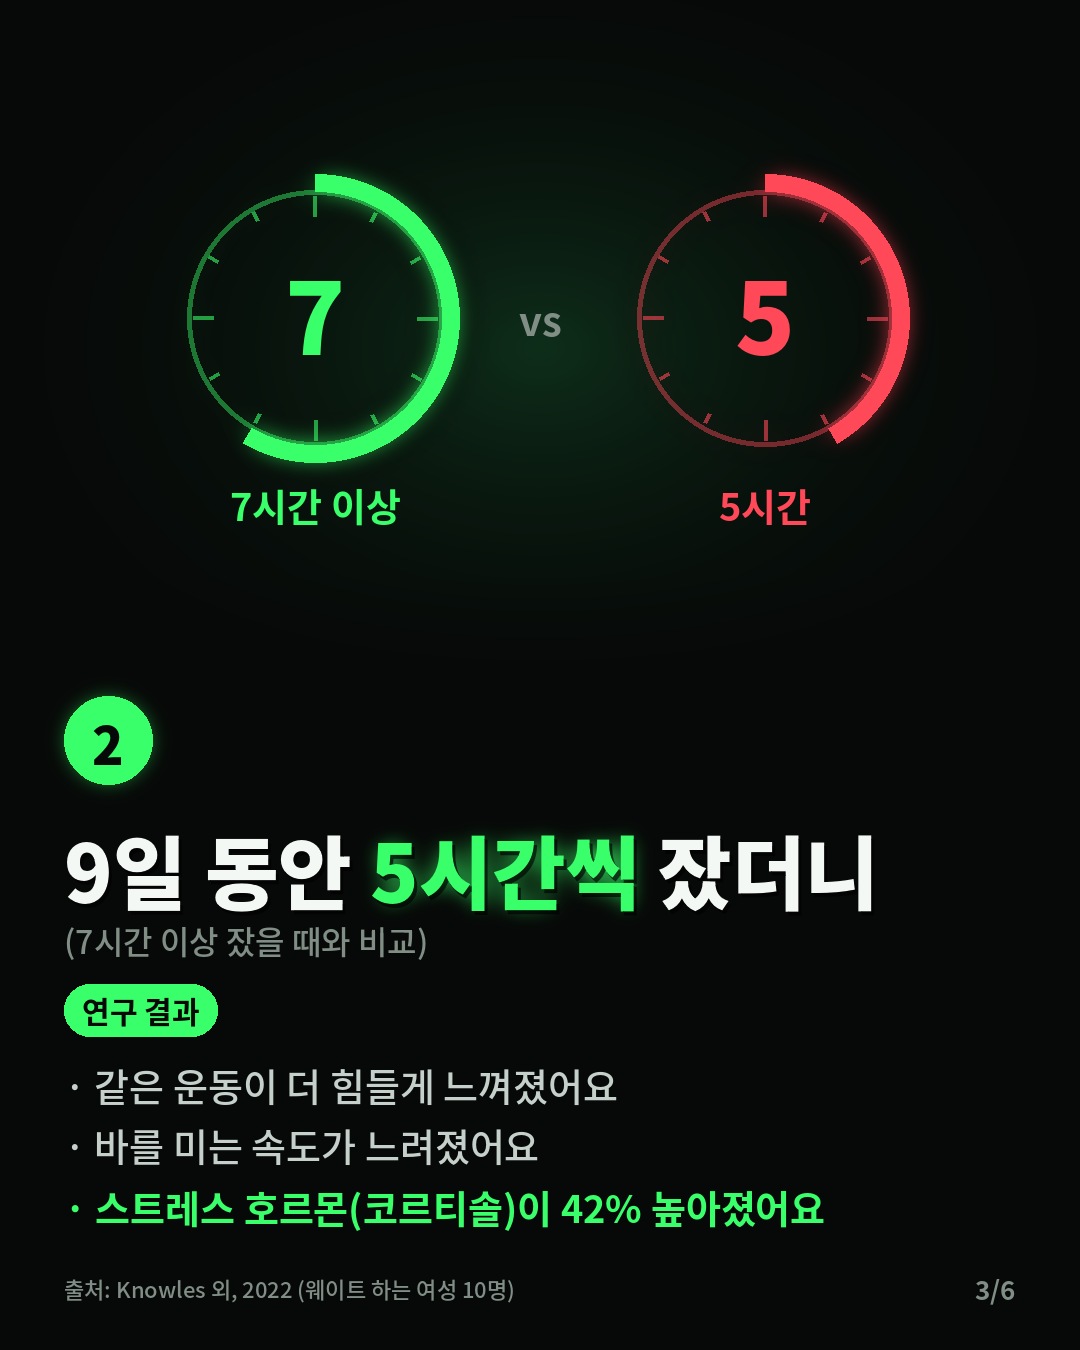 7
vs
5
7시간 이상
5시간
2
9일 동안 5시간씩 잤더니
(7시간 이상 잤을 때와 비교)
연구 결과
· 같은 운동이 더 힘들게 느껴졌어요
· 바를 미는 속도가 느려졌어요
· 스트레스 호르몬(코르티솔)이 42% 높아졌어요
출처: Knowles 외, 2022 (웨이트 하는 여성 10명)
3/6